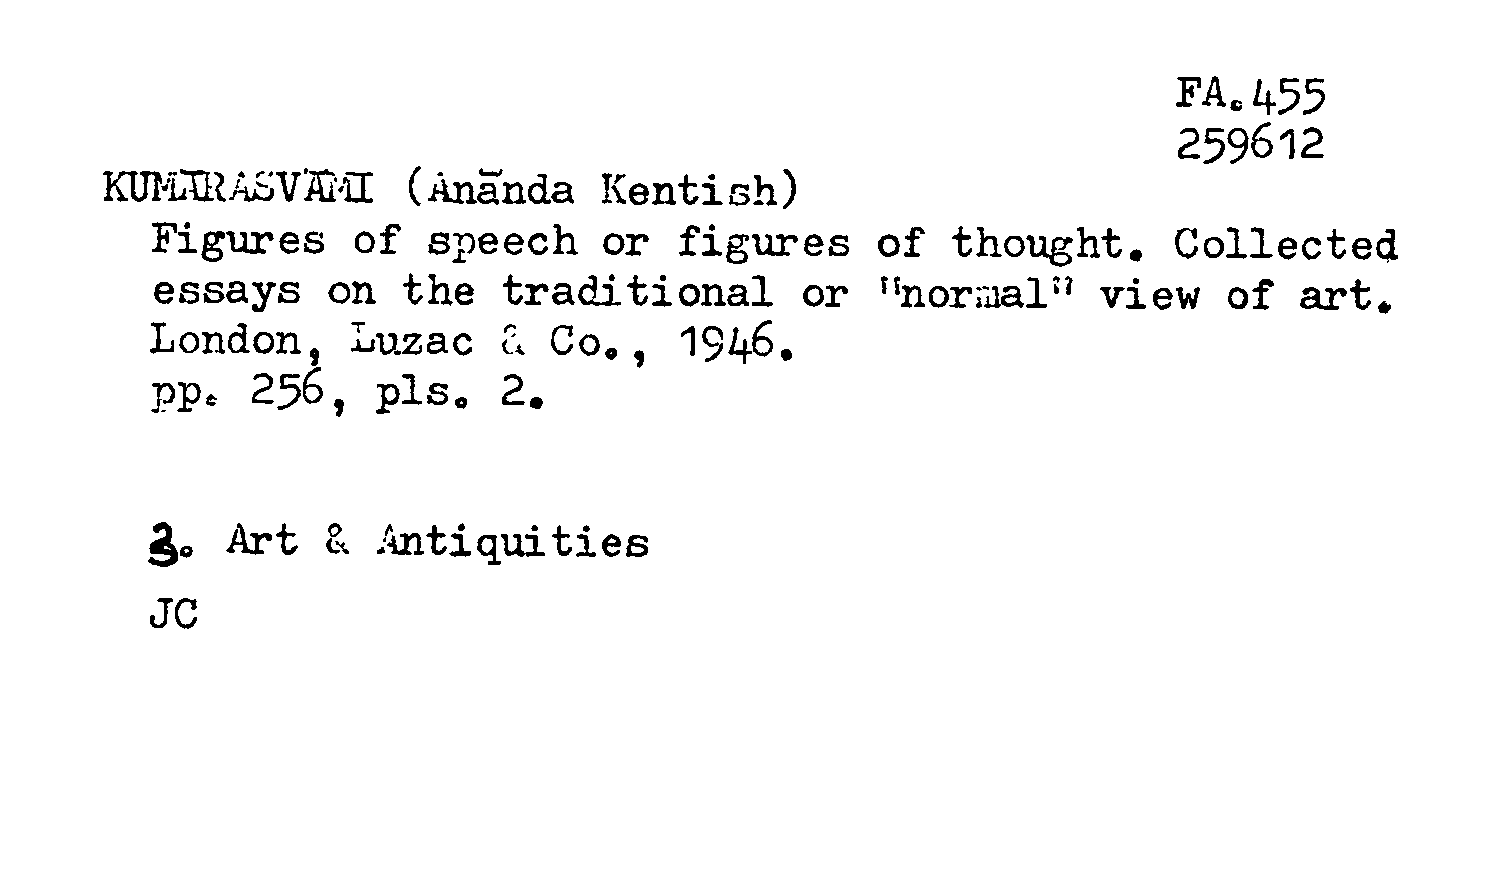 FA.455
259612
KUMĀRASVĀMI (Ānānda Kentish)
Figures of speech or figures of thought. Collected
essays on the traditional or "normal" view of art.
London, Luzac & Co., 1946.
pp. 256, pls. 2.
3. Art & Antiquities
JC